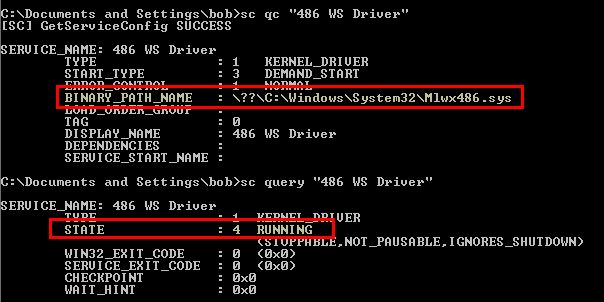 C:\Documents and Settings\bob>sc qc "486 WS Driver"
[SC] GetServiceConfig SUCCESS
SERVICE_NAME: 486 WS Driver
TYPE : 1 KERNEL_DRIVER
START_TYPE : 3 DEMAND_START
ERROR_CONTROL : 1 NORMAL
BINARY_PATH_NAME : \??\C:\Windows\System32\Mlwx486.sys
LOAD_ORDER_GROUP :
TAG : 0
DISPLAY_NAME : 486 WS Driver
DEPENDENCIES :
SERVICE_START_NAME :
C:\Documents and Settings\bob>sc query "486 WS Driver"
SERVICE_NAME: 486 WS Driver
TYPE : 1 KERNEL_DRIVER
STATE : 4 RUNNING
(STOPPABLE,NOT_PAUSABLE,IGNORES_SHUTDOWN)
WIN32_EXIT_CODE : 0 (0x0)
SERVICE_EXIT_CODE : 0 (0x0)
CHECKPOINT : 0x0
WAIT_HINT : 0x0